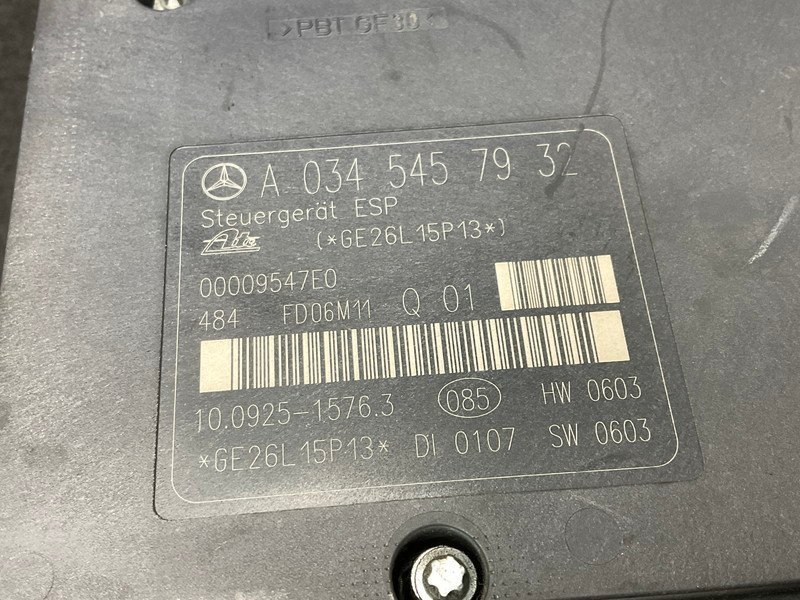 >PBT GF30<
A 034 545 79 32
Steuergerät ESP
Ate (*GE26L15P13*)
00009547E0
484 FD06M11 Q 01
10.0925-1576.3 085 HW 0603
*GE26L15P13* DI 0107 SW 0603